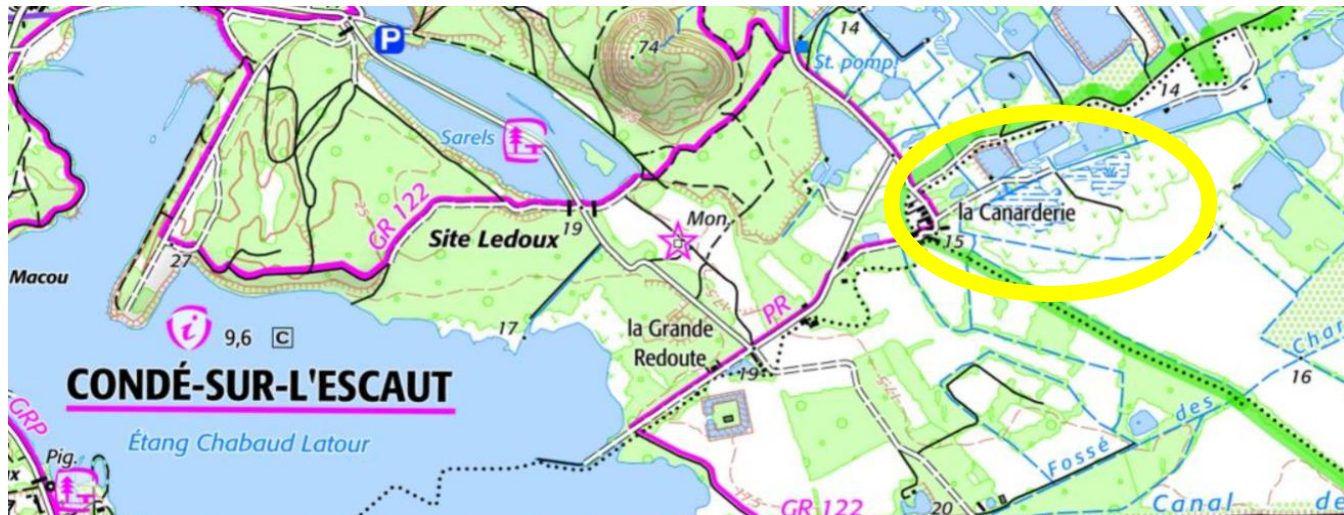 P
74
14
St. pomp.
14
Sarels
GR 122
Mon.
la Canarderie
15
Site Ledoux
19
Macou
27
PR
175
17
la Grande
Redoute
9,6 C
19
CONDÉ-SUR-L'ESCAUT
16
GRP
Étang Chabaud Latour
Fossé des Cha
Pig.
GR 122
20
Canal de